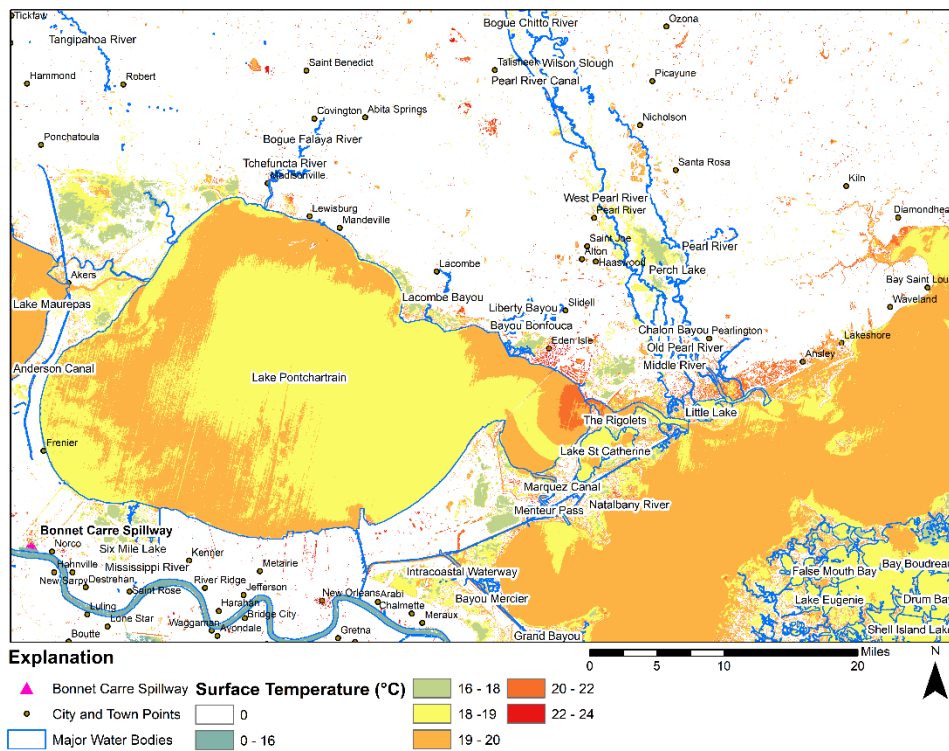 Tickfaw
Bogue Chitto River
Ozona
Tangipahoa River
Saint Benedict
Talisheek
Wilson Slough
Hammond
Robert
Pearl River Canal
Picayune
Covington
Abita Springs
Nicholson
Ponchatoula
Bogue Falaya River
Tchefuncta River
Santa Rosa
Madisonville
Kiln
West Pearl River
Lewisburg
Pearl River
Diamondhea
Mandeville
Saint Joe
Pearl River
Alton
Haaswood
Lacombe
Perch Lake
Akers
Bay Saint Lou
Lake Maurepas
Lacombe Bayou
Liberty Bayou
Slidell
Waveland
Bayou Bonfouca
Chalon Bayou
Pearlington
Eden Isle
Old Pearl River
Lakeshore
Middle River
Ansley
Anderson Canal
Lake Pontchartrain
Little Lake
The Rigolets
Frenier
Lake St Catherine
Marquez Canal
Menteur Pass
Natalbany River
Bonnet Carre Spillway
Norco
Six Mile Lake
Kenner
Hahnville
Mississippi River
Metairie
Intracoastal Waterway
False Mouth Bay
Bay Boudreau
New Sarpy
Destrehan
River Ridge
Jefferson
Saint Rose
New Orleans
Arabi
Bayou Mercier
Lake Eugenie
Drum Bay
Luling
Harahan
Chalmette
Lone Star
Bridge City
Meraux
Waggaman
Avondale
Boutte
Gretna
Grand Bayou
Shell Island Lake
Explanation
Miles
N
0 5 10 20
Bonnet Carre Spillway
Surface Temperature (°C)
16 - 18
20 - 22
City and Town Points
0
18 -19
22 - 24
Major Water Bodies
0 - 16
19 - 20